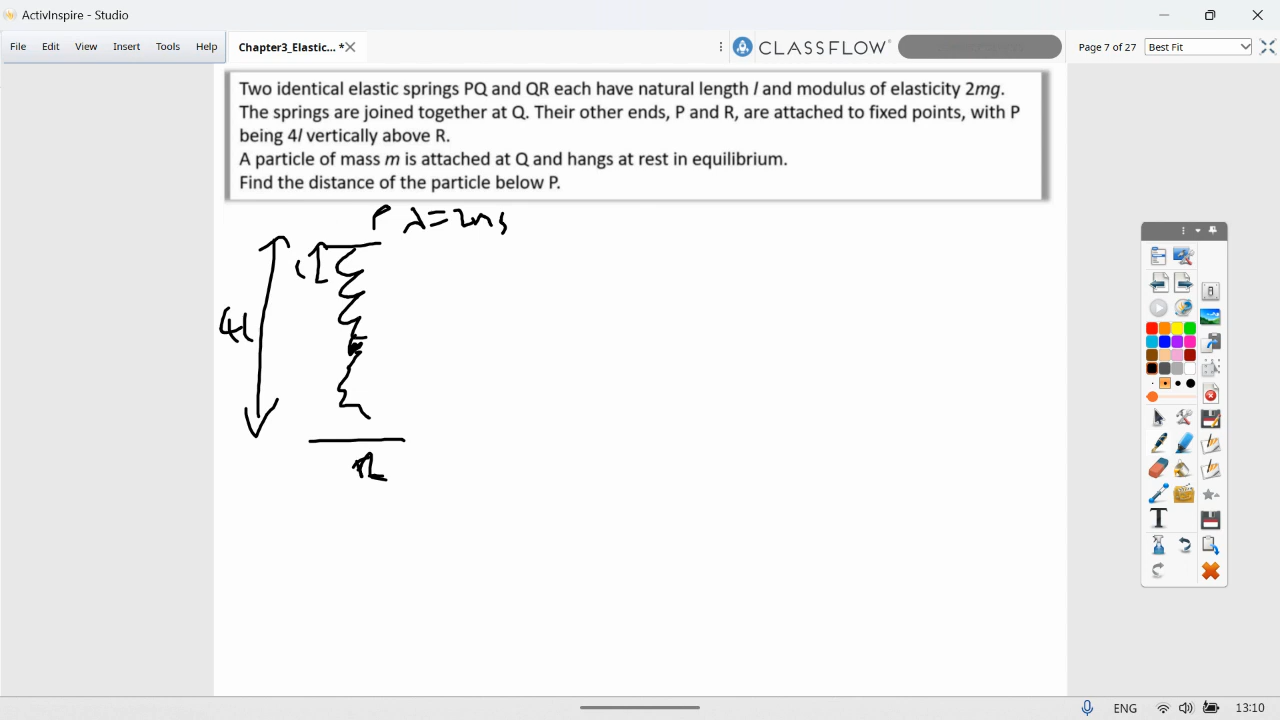 ActivInspire - Studio
File Edit View Insert Tools Help
Chapter3_Elastic... *
CLASSFLOW
Page 7 of 27
Best Fit
Two identical elastic springs PQ and QR each have natural length l and modulus of elasticity 2mg.
The springs are joined together at Q. Their other ends, P and R, are attached to fixed points, with P
being 4l vertically above R.
A particle of mass m is attached at Q and hangs at rest in equilibrium.
Find the distance of the particle below P.
P λ=2mg
l
4l
R
T
ENG
13:10